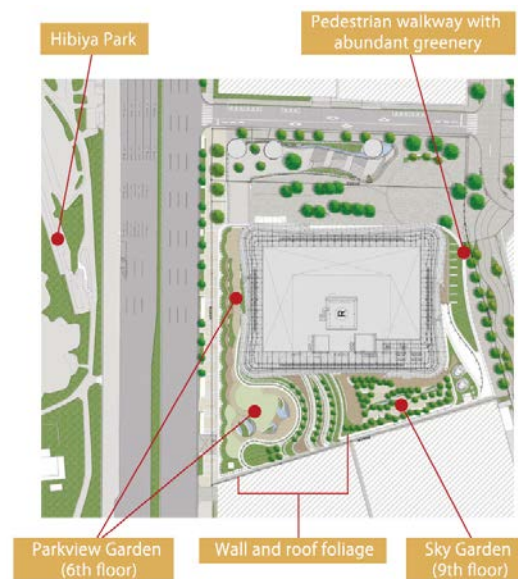 Hibiya Park
Pedestrian walkway with
abundant greenery
R
Parkview Garden
(6th floor)
Wall and roof foliage
Sky Garden
(9th floor)